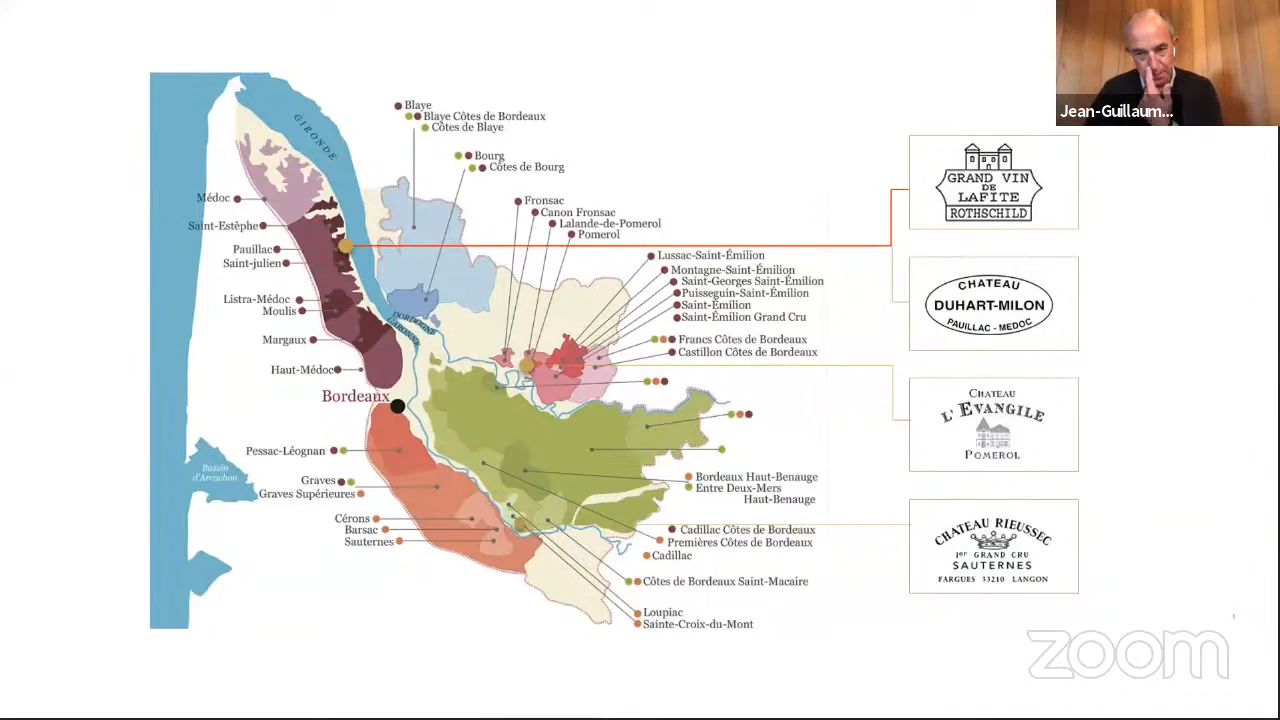 Jean-Guillaum...
GIRONDE
Blaye
Blaye Côtes de Bordeaux
Côtes de Blaye
Bourg
Côtes de Bourg
Médoc
Saint-Estèphe
Pauillac
Saint-julien
Listra-Médoc
Moulis
Margaux
Haut-Médoc
Bordeaux
DORDOGNE
GARONNE
Fronsac
Canon Fronsac
Lalande-de-Pomerol
Pomerol
Lussac-Saint-Émilion
Montagne-Saint-Émilion
Saint-Georges Saint-Émilion
Puisseguin-Saint-Émilion
Saint-Émilion
Saint-Émilion Grand Cru
Francs Côtes de Bordeaux
Castillon Côtes de Bordeaux
Bassin
d'Arcachon
Pessac-Léognan
Graves
Graves Supérieures
Cérons
Barsac
Sauternes
Bordeaux Haut-Benauge
Entre Deux-Mers
Haut-Benauge
Cadillac Côtes de Bordeaux
Premières Côtes de Bordeaux
Cadillac
Côtes de Bordeaux Saint-Macaire
Loupiac
Sainte-Croix-du-Mont
GRAND VIN
DE
LAFITE
ROTHSCHILD
CHATEAU
DUHART-MILON
PAUILLAC - MEDOC
CHATEAU
L'EVANGILE
POMEROL
CHATEAU RIEUSSEC
1er GRAND CRU
SAUTERNES
FARGUES 33210 LANGON
zoom